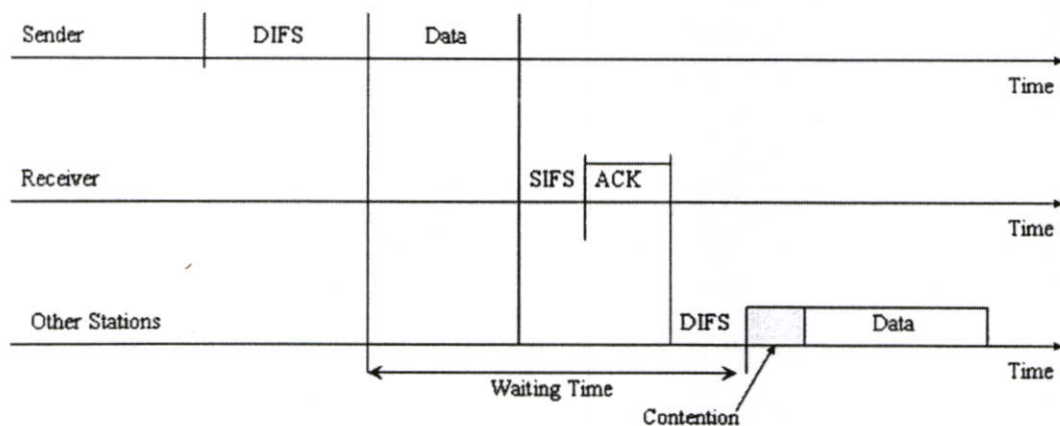 Sender DIFS Data
Time
Receiver SIFS ACK
Time
Other Stations DIFS Data
Time
Waiting Time
Contention